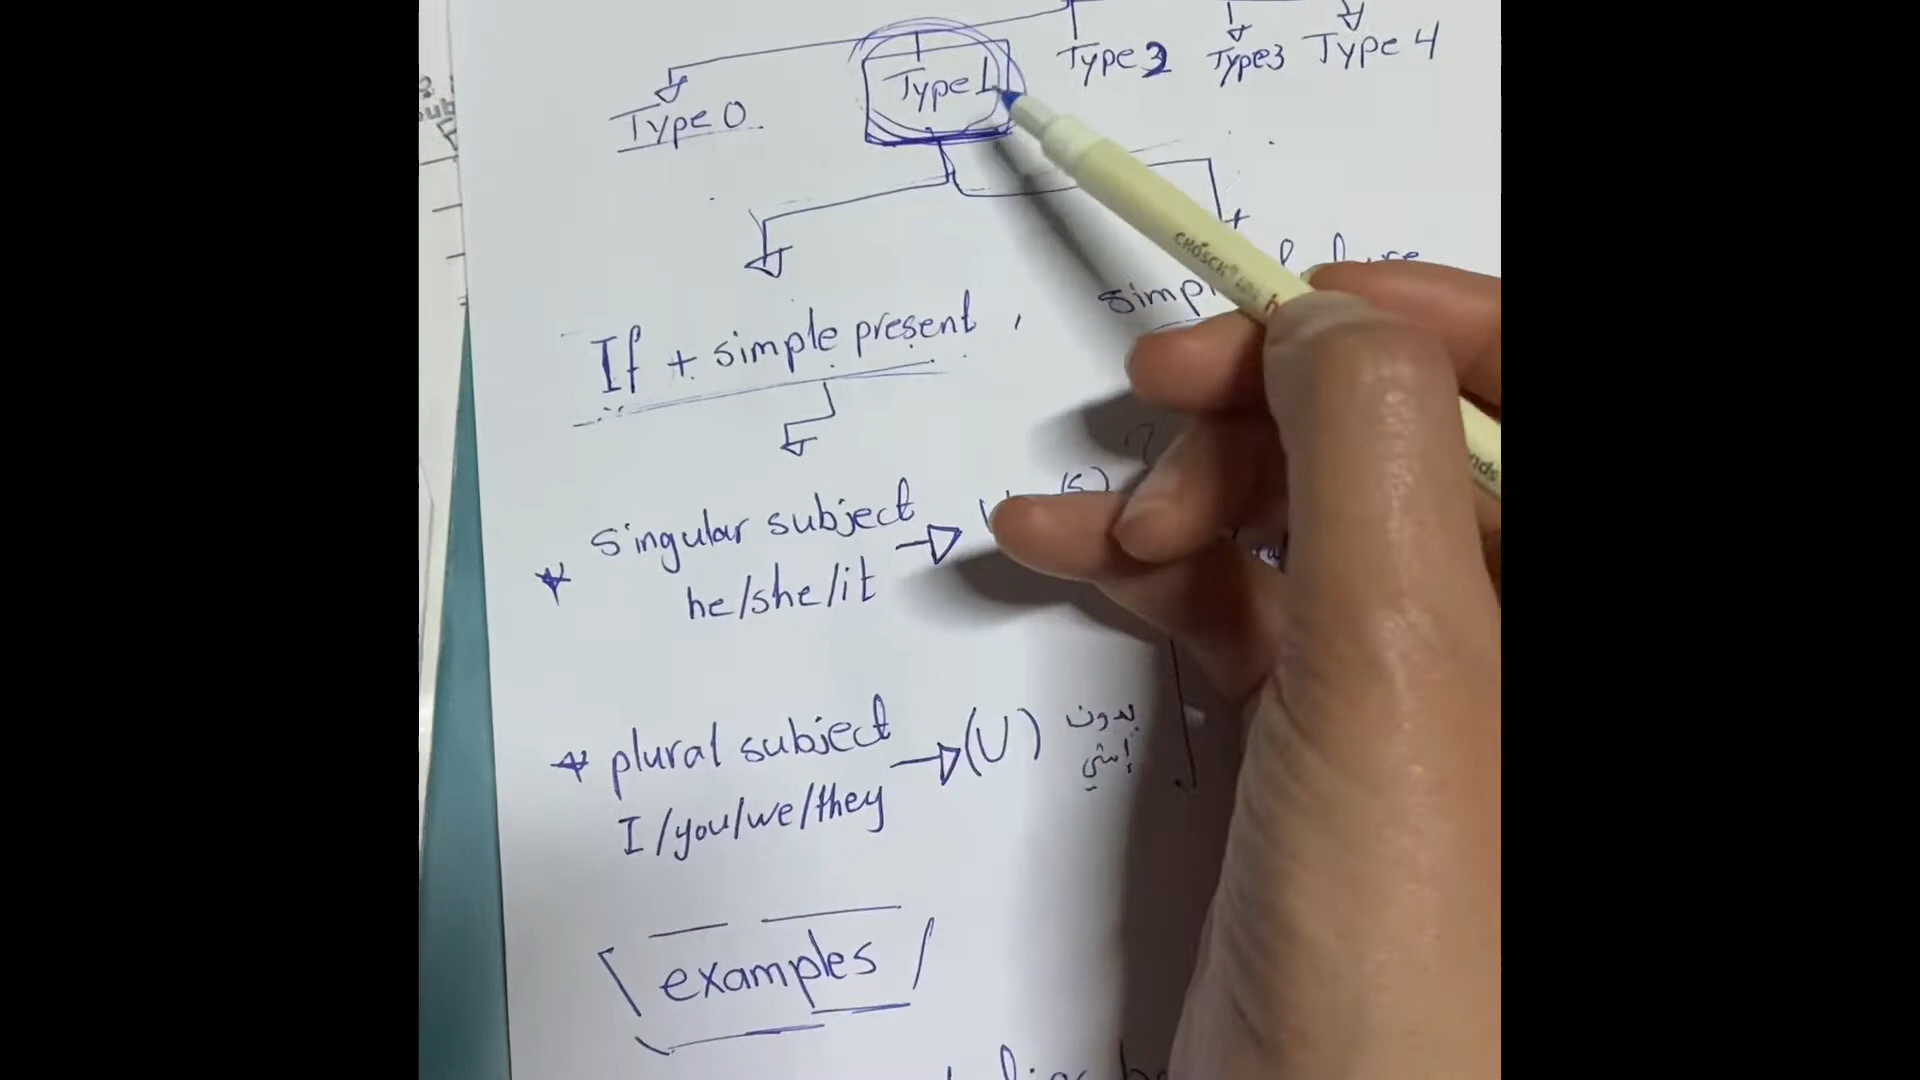 Type 0
Type 1
Type 2
Type3
Type 4
If + simple present ,
singular subject
he/she/it
(s)
plural subject
I/you/we/they
(V)
بدون
examples
CHOSCH